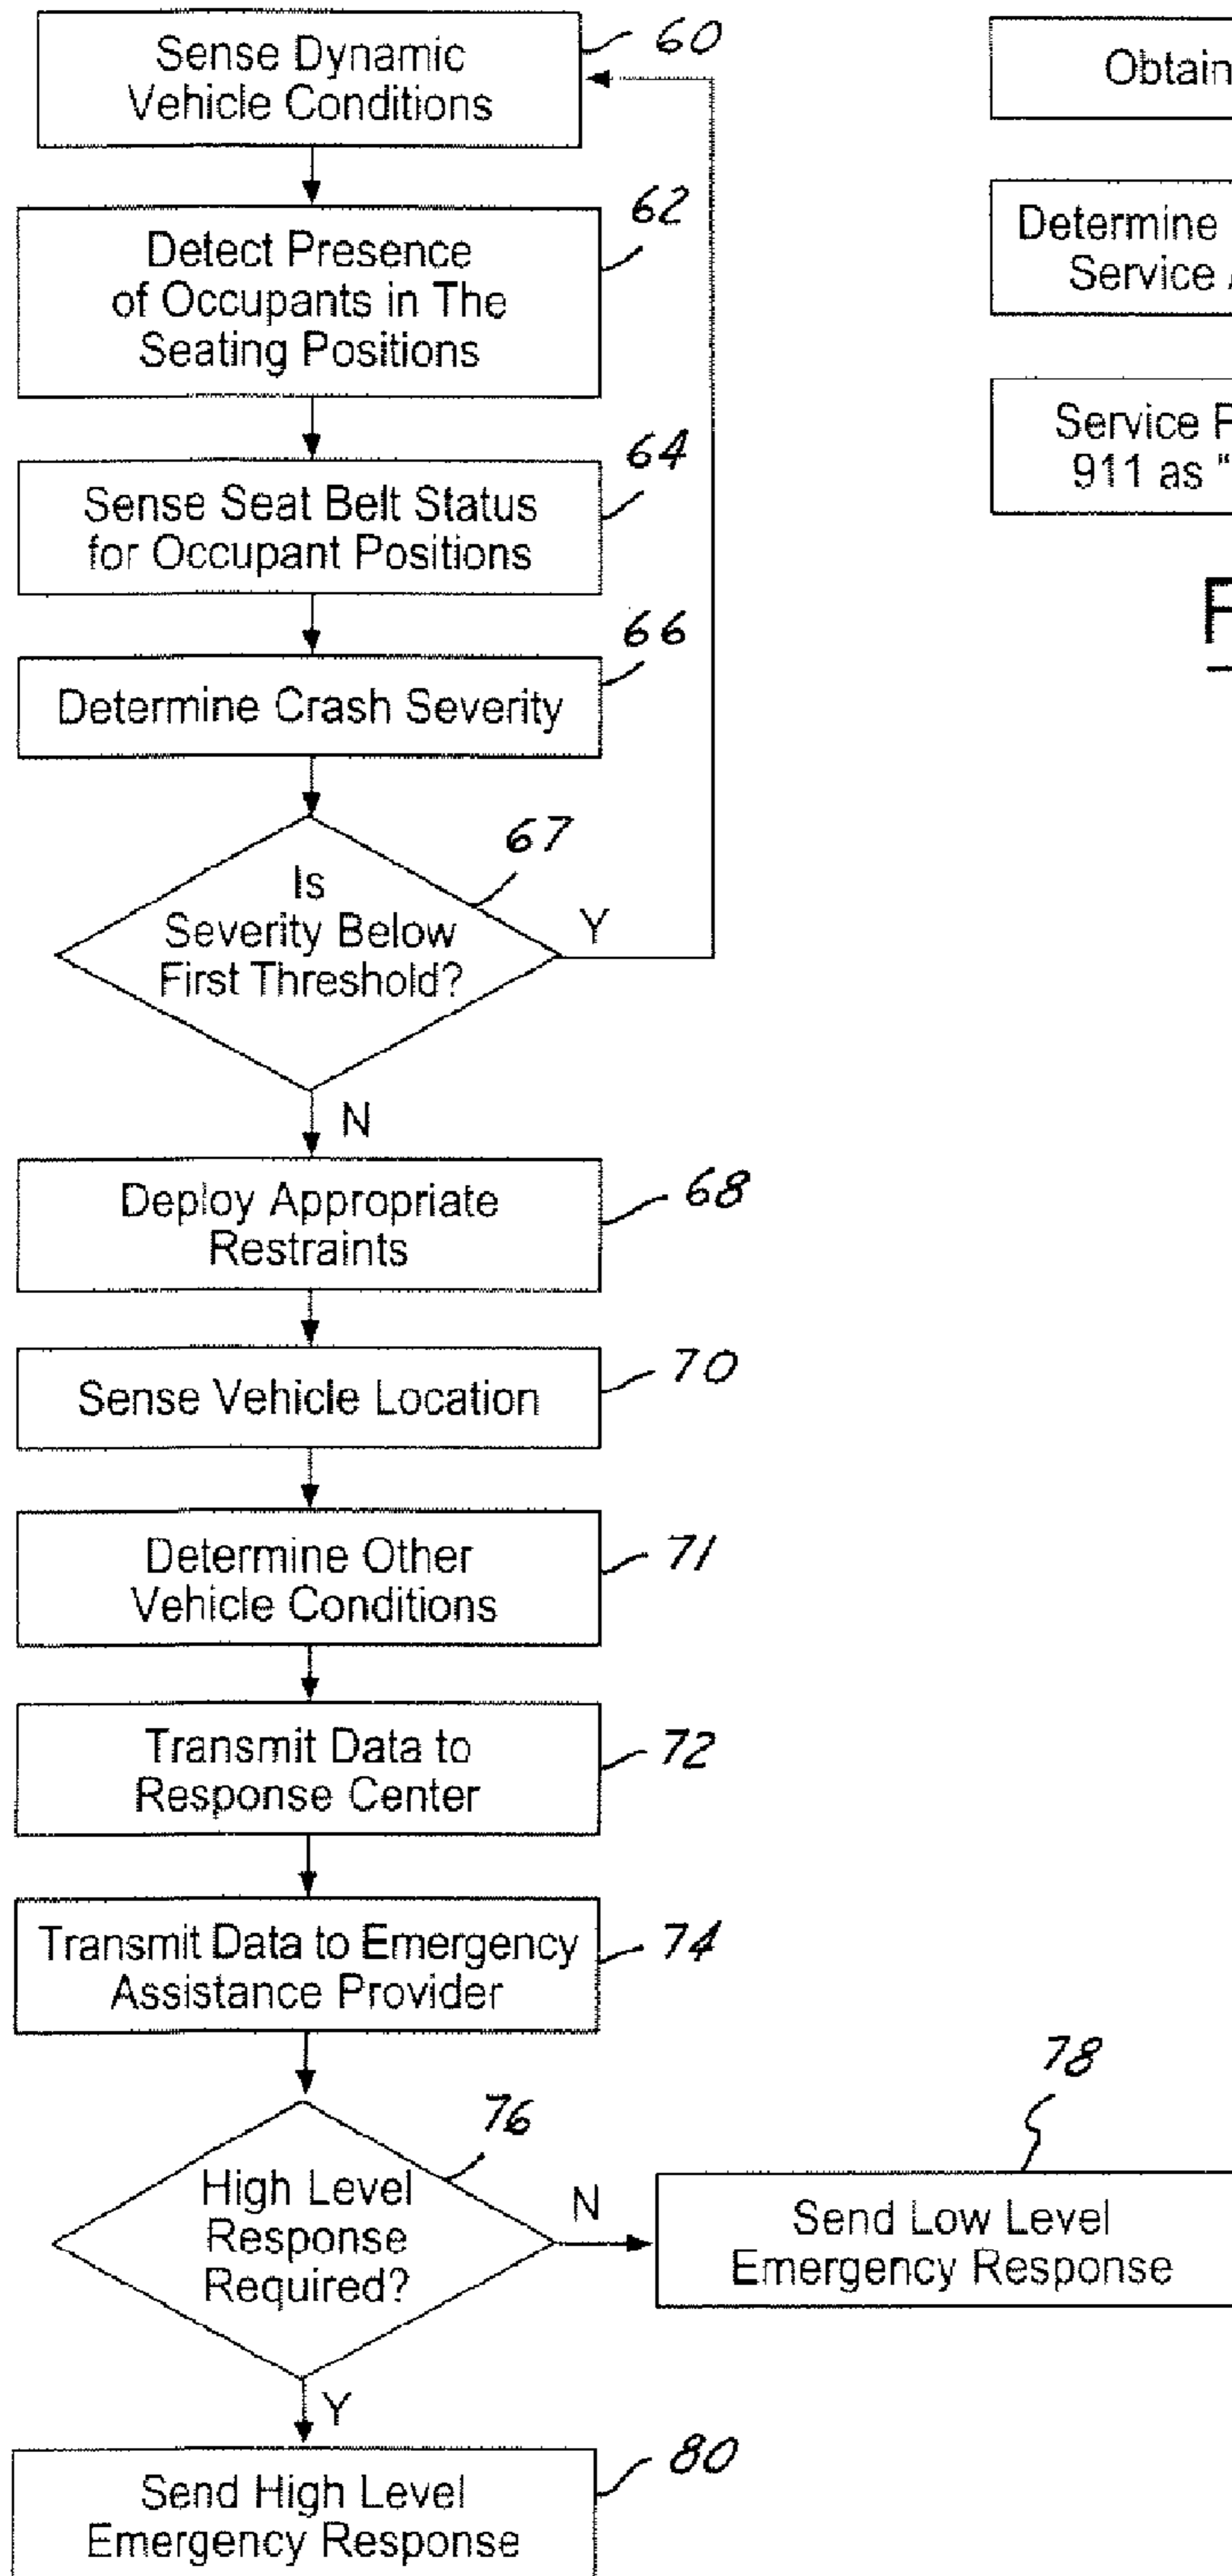 60
Sense Dynamic
Vehicle Conditions
62
Detect Presence
of Occupants in The
Seating Positions
64
Sense Seat Belt Status
for Occupant Positions
66
Determine Crash Severity
67
Is
Severity Below
First Threshold?
Y
N
68
Deploy Appropriate
Restraints
70
Sense Vehicle Location
71
Determine Other
Vehicle Conditions
72
Transmit Data to
Response Center
74
Transmit Data to Emergency
Assistance Provider
76
High Level
Response
Required?
N
78
Send Low Level
Emergency Response
Y
80
Send High Level
Emergency Response
Obtain
Determine
Service
Service
911 as "